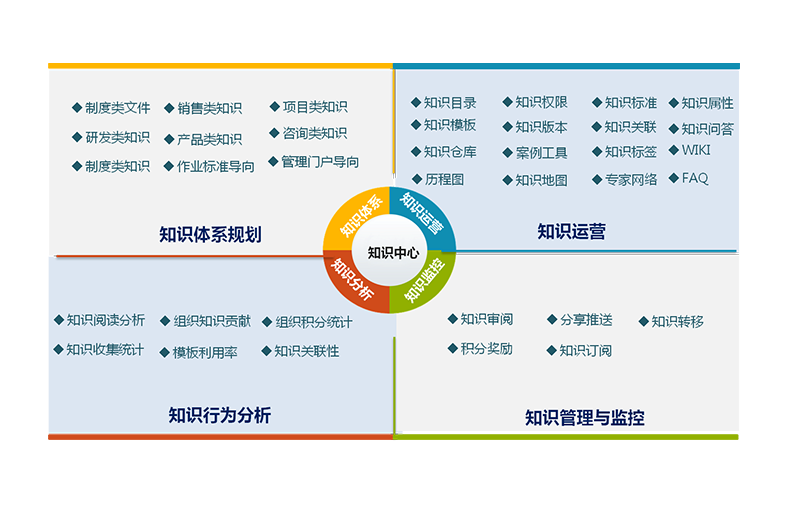 制度类文件 销售类知识 项目类知识
研发类知识 产品类知识 咨询类知识
制度类知识 作业标准导向 管理门户导向
知识体系规划
知识目录 知识权限 知识标准 知识属性
知识模板 知识版本 知识关联 知识问答
知识仓库 案例工具 知识标签 WIKI
历程图 知识地图 专家网络 FAQ
知识运营
知识体系
知识运营
知识中心
知识分析
知识监控
知识阅读分析 组织知识贡献 组织积分统计
知识收集统计 模板利用率 知识关联性
知识行为分析
知识审阅 分享推送 知识转移
积分奖励 知识订阅
知识管理与监控